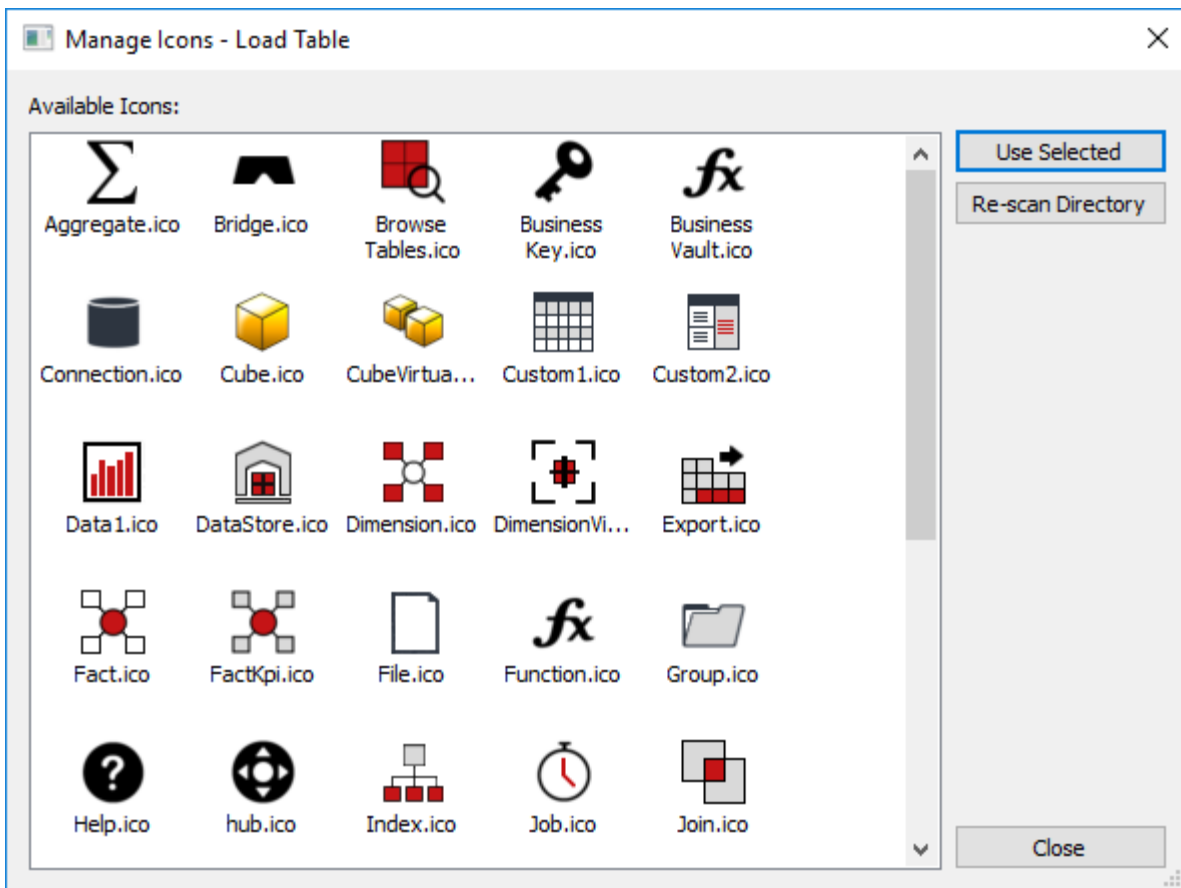 Manage Icons - Load Table
Available Icons:
Use Selected
Re-scan Directory
Aggregate.ico
Bridge.ico
Browse
Tables.ico
Business
Key.ico
Business
Vault.ico
Connection.ico
Cube.ico
CubeVirtua...
Custom1.ico
Custom2.ico
Data1.ico
DataStore.ico
Dimension.ico
DimensionVi...
Export.ico
Fact.ico
FactKpi.ico
File.ico
Function.ico
Group.ico
Help.ico
hub.ico
Index.ico
Job.ico
Join.ico
Close